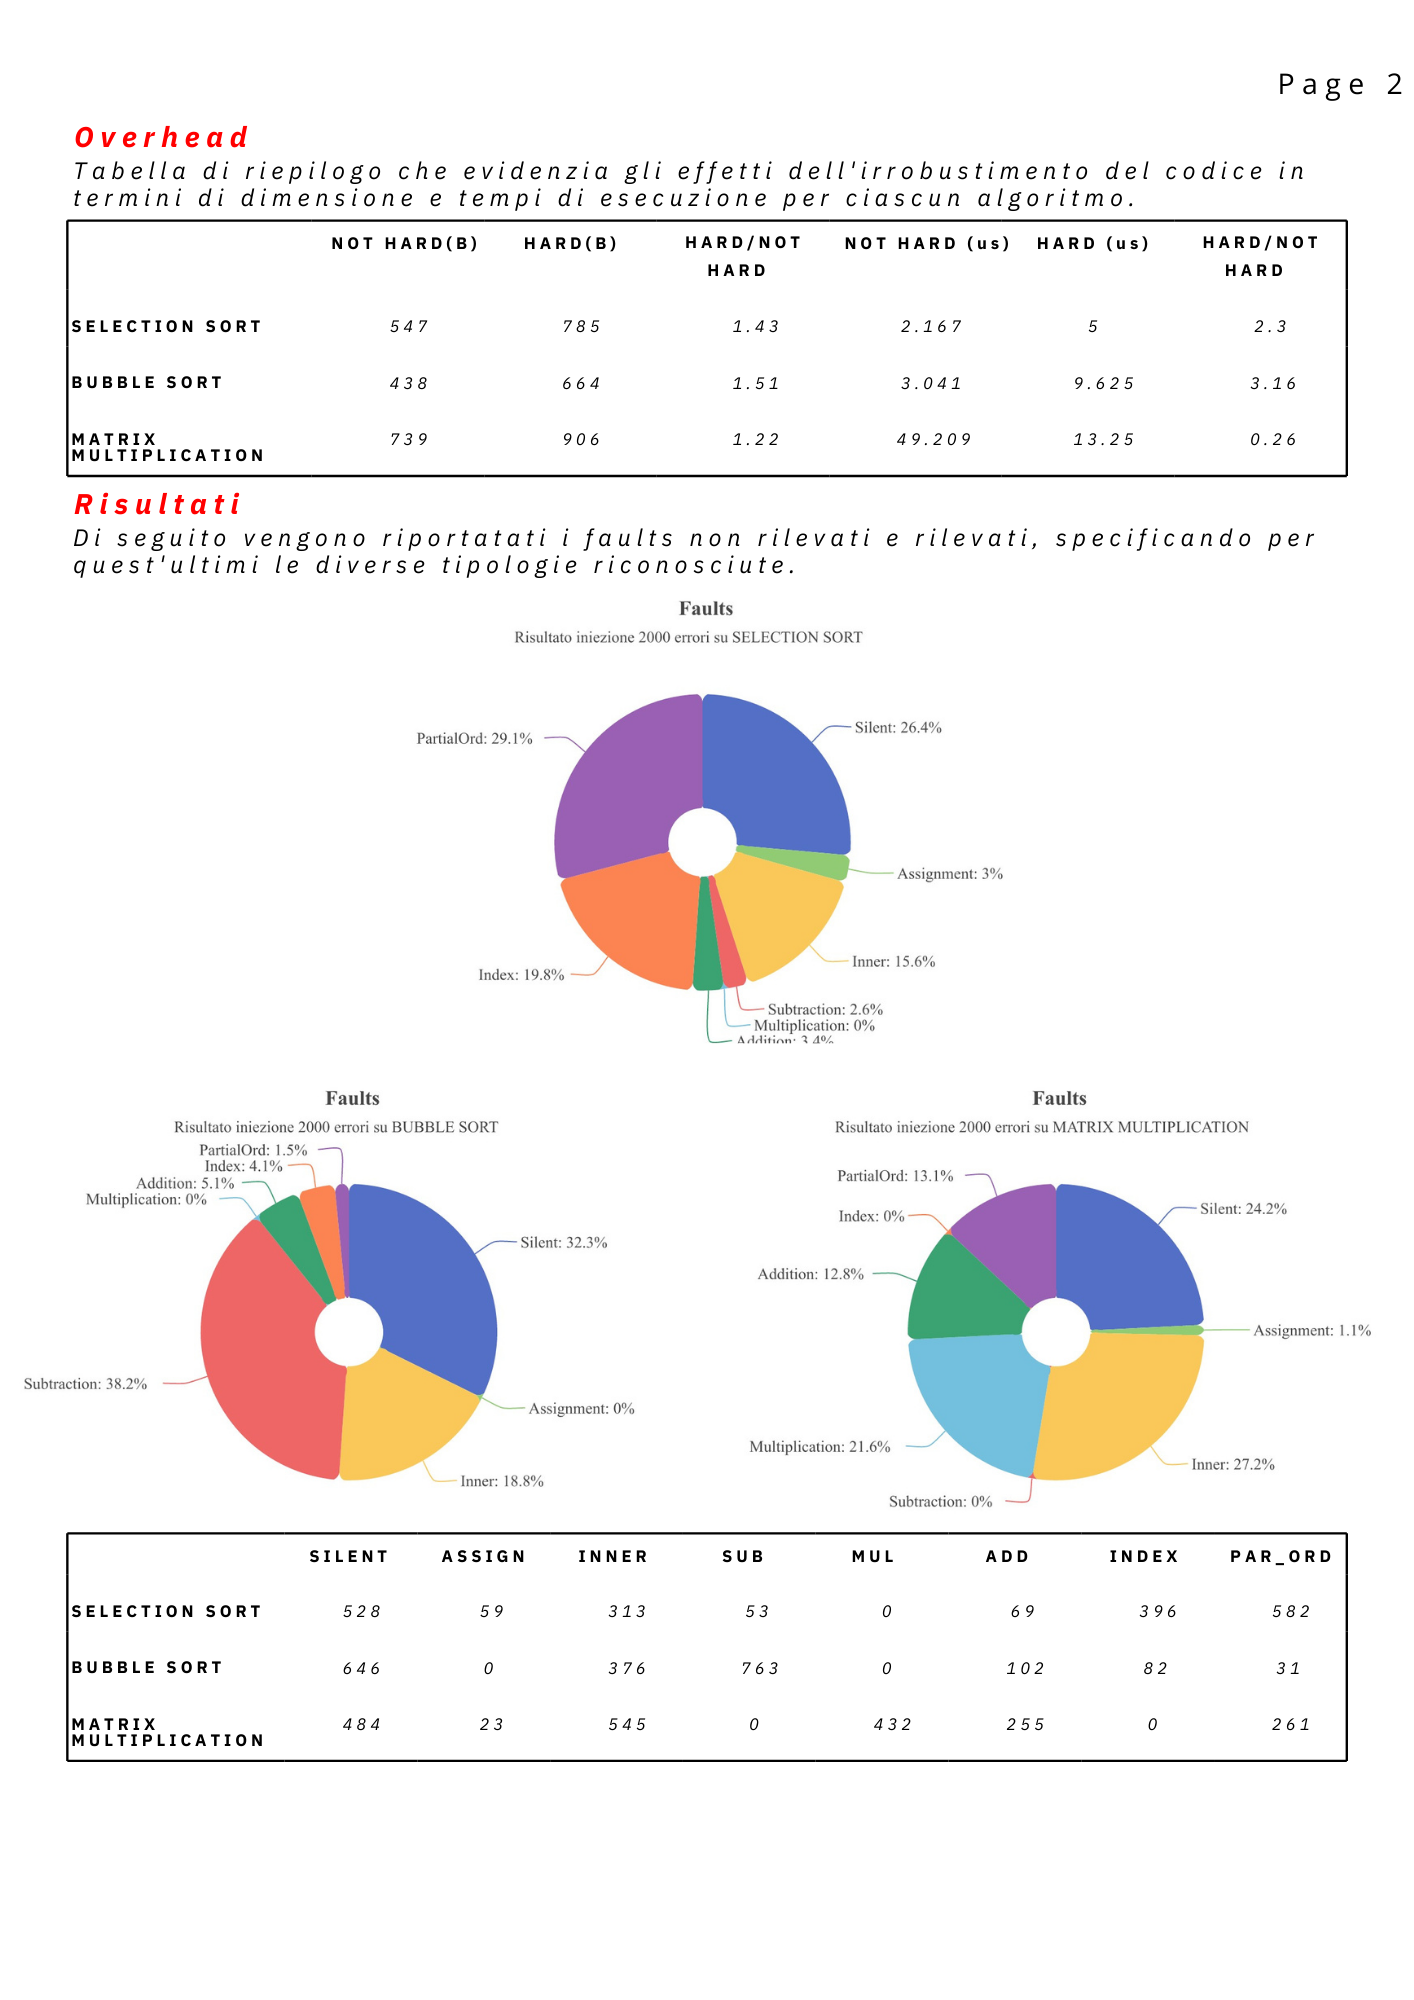 Page 2
Overhead
Tabella di riepilogo che evidenzia gli effetti dell'irrobustimento del codice in
termini di dimensione e tempi di esecuzione per ciascun algoritmo.
NOT HARD(B) HARD(B) HARD/NOT HARD NOT HARD (us) HARD (us) HARD/NOT HARD
SELECTION SORT 547 785 1.43 2.167 5 2.3
BUBBLE SORT 438 664 1.51 3.041 9.625 3.16
MATRIX MULTIPLICATION 739 906 1.22 49.209 13.25 0.26
Risultati
Di seguito vengono riportatati i faults non rilevati e rilevati, specificando per
quest'ultimi le diverse tipologie riconosciute.
Faults
Risultato iniezione 2000 errori su SELECTION SORT
PartialOrd: 29.1%
Silent: 26.4%
Assignment: 3%
Inner: 15.6%
Index: 19.8%
Subtraction: 2.6%
Multiplication: 0%
Addition: 3.4%
Faults
Risultato iniezione 2000 errori su BUBBLE SORT
PartialOrd: 1.5%
Index: 4.1%
Addition: 5.1%
Multiplication: 0%
Silent: 32.3%
Subtraction: 38.2%
Assignment: 0%
Inner: 18.8%
Faults
Risultato iniezione 2000 errori su MATRIX MULTIPLICATION
PartialOrd: 13.1%
Silent: 24.2%
Index: 0%
Addition: 12.8%
Assignment: 1.1%
Multiplication: 21.6%
Inner: 27.2%
Subtraction: 0%
SILENT ASSIGN INNER SUB MUL ADD INDEX PAR_ORD
SELECTION SORT 528 59 313 53 0 69 396 582
BUBBLE SORT 646 0 376 763 0 102 82 31
MATRIX MULTIPLICATION 484 23 545 0 432 255 0 261